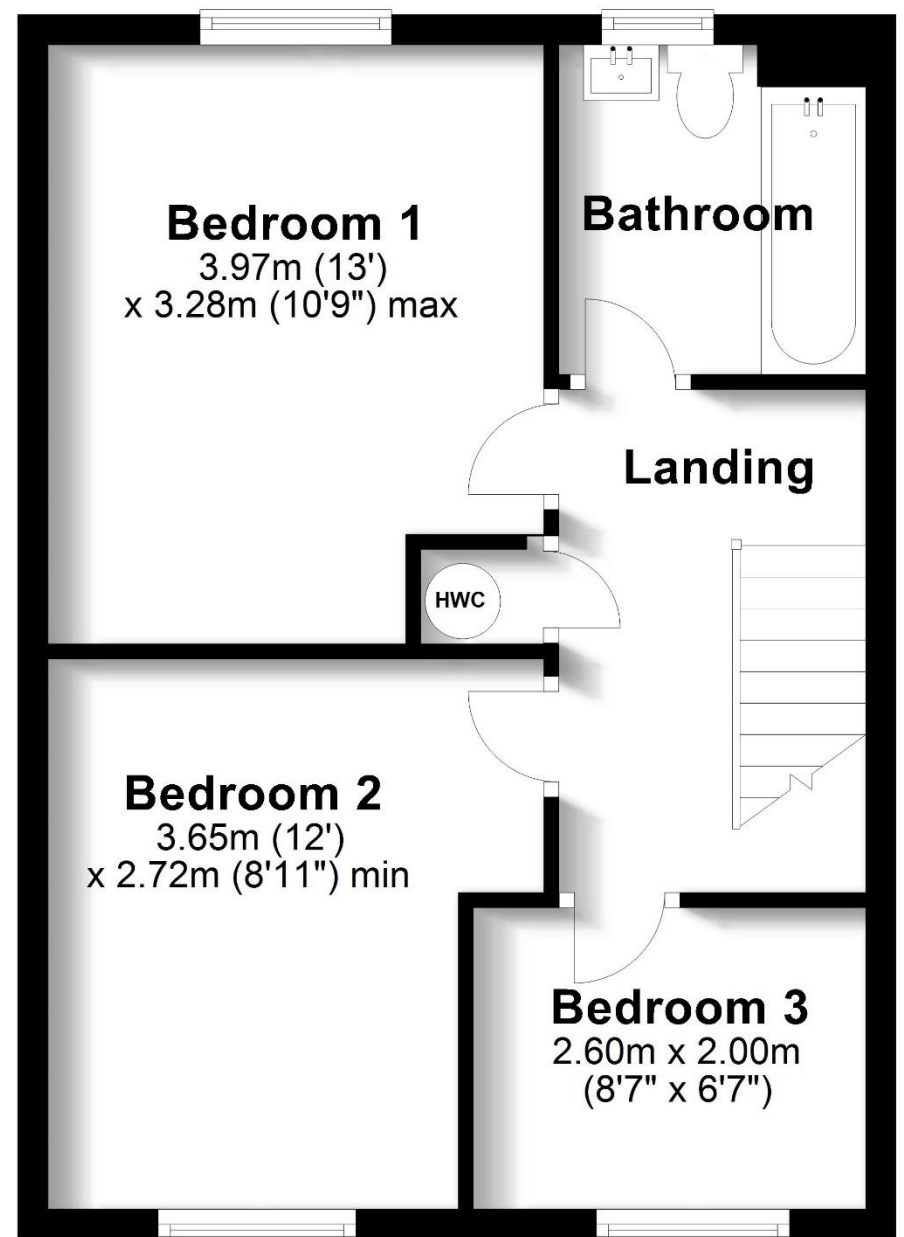 Bedroom 1
3.97m (13')
x 3.28m (10'9") max
Bathroom
Landing
HWC
Bedroom 2
3.65m (12')
x 2.72m (8'11") min
Bedroom 3
2.60m x 2.00m
(8'7" x 6'7")